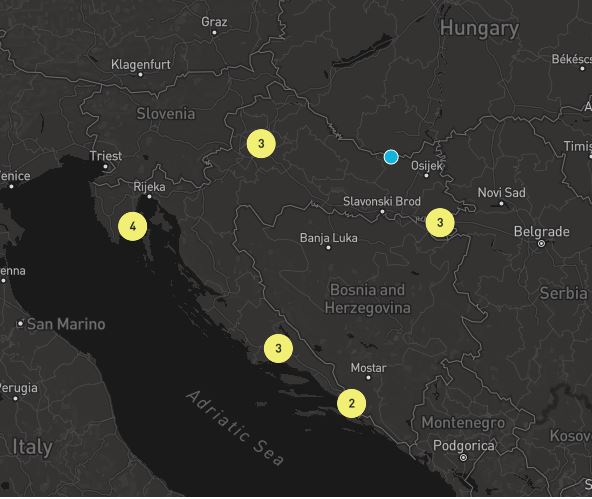 Graz
Hungary
Klagenfurt
Békésc
Slovenia
A
3
Timiș
Triest
Osijek
enice
Rijeka
Novi Sad
Slavonski Brod
4
3
Banja Luka
Belgrade
enna
Bosnia and
Herzegovina
Serbia
San Marino
3
Mostar
Perugia
2
Adriatic Sea
Montenegro
Kosovo
Italy
Podgorica
S